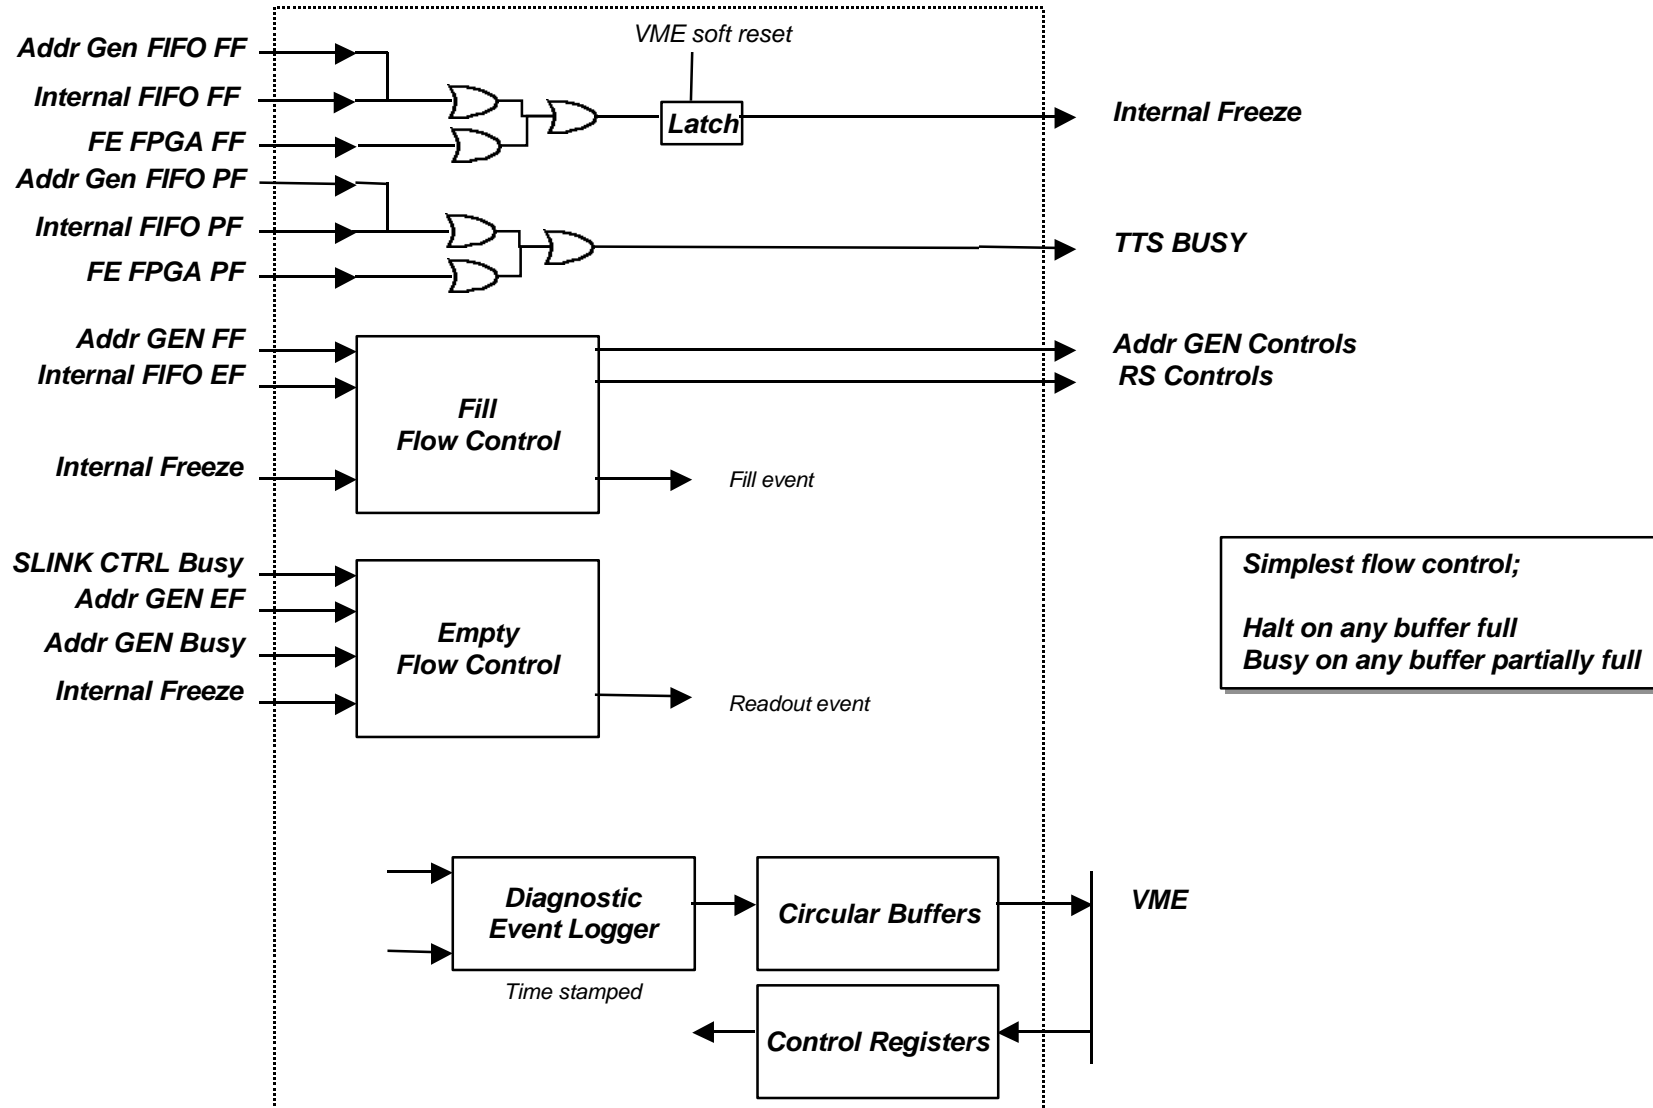 VME soft reset
Addr Gen FIFO FF
Internal FIFO FF
FE FPGA FF
Latch
Internal Freeze
Addr Gen FIFO PF
Internal FIFO PF
FE FPGA PF
TTS BUSY
Addr GEN FF
Internal FIFO EF
Internal Freeze
Fill
Flow Control
Addr GEN Controls
RS Controls
Fill event
SLINK CTRL Busy
Addr GEN EF
Addr GEN Busy
Internal Freeze
Empty
Flow Control
Readout event
Simplest flow control;
Halt on any buffer full
Busy on any buffer partially full
Diagnostic
Event Logger
Time stamped
Circular Buffers
VME
Control Registers